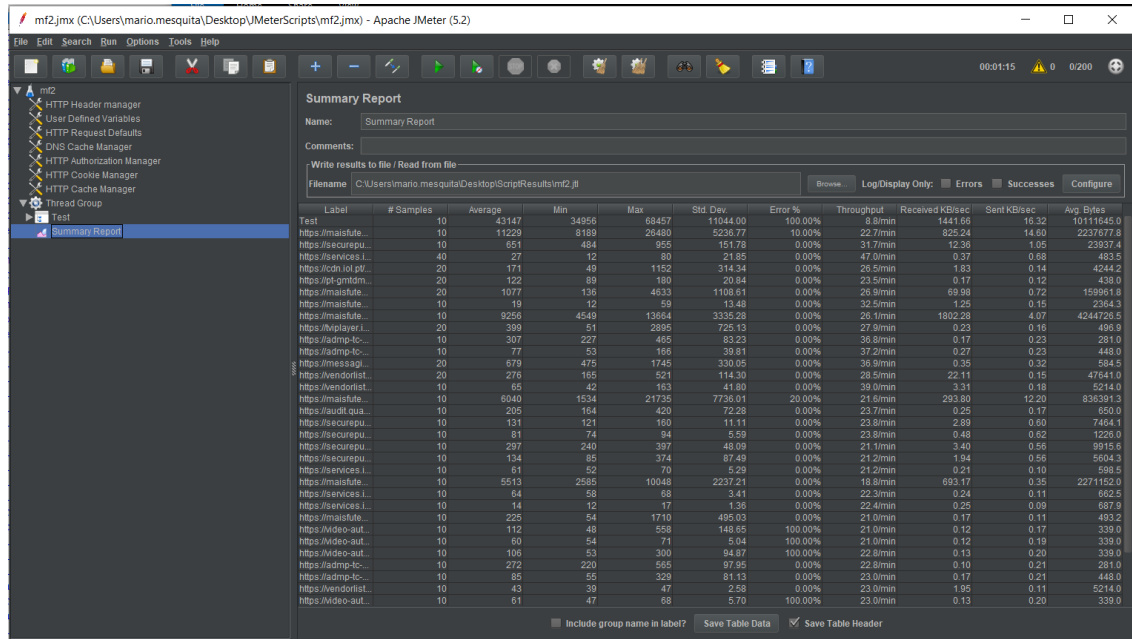 mf2.jmx (C:\Users\mario.mesquita\Desktop\JMeterScripts\mf2.jmx) - Apache JMeter (5.2)
File Edit Search Run Options Tools Help
00:01:15 0 0/200
mf2
HTTP Header manager
User Defined Variables
HTTP Request Defaults
DNS Cache Manager
HTTP Authorization Manager
HTTP Cookie Manager
HTTP Cache Manager
Thread Group
Test
Summary Report
Summary Report
Name: Summary Report
Comments:
Write results to file / Read from file
Filename C:\Users\mario.mesquita\Desktop\ScriptResults\mf2.jtl Browse... Log/Display Only: Errors Successes Configure
Label # Samples Average Min Max Std. Dev. Error % Throughput Received KB/sec Sent KB/sec Avg. Bytes
Test 10 43147 34956 68457 11044.00 100.00% 8.8/min 1441.66 16.32 10111645.0
https://maisfute... 10 11229 8189 26480 5236.77 10.00% 22.7/min 825.24 14.60 2237677.8
https://securepu... 10 651 484 955 151.78 0.00% 31.7/min 12.36 1.05 23937.4
https://services.i... 40 27 12 80 21.85 0.00% 47.0/min 0.37 0.68 483.5
https://cdn.iol.pt/... 20 171 49 1152 314.34 0.00% 26.5/min 1.83 0.14 4244.2
https://pt-gmtdm... 20 122 89 180 20.84 0.00% 23.5/min 0.17 0.12 438.0
https://maisfute... 20 1077 136 4633 1108.61 0.00% 26.9/min 69.98 0.72 159961.8
https://maisfute... 10 19 12 59 13.48 0.00% 32.5/min 1.25 0.15 2364.3
https://maisfute... 10 9256 4549 13664 3335.28 0.00% 26.1/min 1802.28 4.07 4244726.5
https://tviplayer.i... 20 399 51 2895 725.13 0.00% 27.9/min 0.23 0.16 496.9
https://admp-tc-... 10 307 227 465 83.23 0.00% 36.8/min 0.17 0.23 281.0
https://admp-tc-... 10 77 53 166 39.81 0.00% 37.2/min 0.27 0.23 448.0
https://messagi... 20 679 475 1745 330.05 0.00% 36.9/min 0.35 0.32 584.5
https://vendorlist... 20 276 165 521 114.30 0.00% 28.5/min 22.11 0.15 47641.0
https://vendorlist... 10 65 42 163 41.80 0.00% 39.0/min 3.31 0.18 5214.0
https://maisfute... 10 6040 1534 21735 7736.01 20.00% 21.6/min 293.80 12.20 836391.3
https://audit.qua... 10 205 164 420 72.28 0.00% 23.7/min 0.25 0.17 650.0
https://securepu... 10 131 121 160 11.11 0.00% 23.8/min 2.89 0.60 7464.1
https://securepu... 10 81 74 94 5.59 0.00% 23.8/min 0.48 0.62 1226.0
https://securepu... 10 297 240 397 48.09 0.00% 21.1/min 3.40 0.56 9915.6
https://securepu... 10 134 85 374 87.49 0.00% 21.2/min 1.94 0.56 5604.3
https://services.i... 10 61 52 70 5.29 0.00% 21.2/min 0.21 0.10 598.5
https://maisfute... 10 5513 2585 10048 2237.21 0.00% 18.8/min 693.17 0.35 2271152.0
https://services.i... 10 64 58 68 3.41 0.00% 22.3/min 0.24 0.11 662.5
https://services.i... 10 14 12 17 1.36 0.00% 22.4/min 0.25 0.09 687.9
https://maisfute... 10 225 54 1710 495.03 0.00% 21.0/min 0.17 0.11 493.2
https://video-aut... 10 112 48 558 148.65 100.00% 21.0/min 0.12 0.17 339.0
https://video-aut... 10 60 54 71 5.04 100.00% 21.0/min 0.12 0.19 339.0
https://video-aut... 10 106 53 300 94.87 100.00% 22.8/min 0.13 0.20 339.0
https://admp-tc-... 10 272 220 565 97.95 0.00% 22.8/min 0.10 0.21 281.0
https://admp-tc-... 10 85 55 329 81.13 0.00% 23.0/min 0.17 0.21 448.0
https://vendorlist... 10 43 39 47 2.58 0.00% 23.0/min 1.95 0.11 5214.0
https://video-aut... 10 61 47 68 5.70 100.00% 23.0/min 0.13 0.20 339.0
Include group name in label? Save Table Data Save Table Header